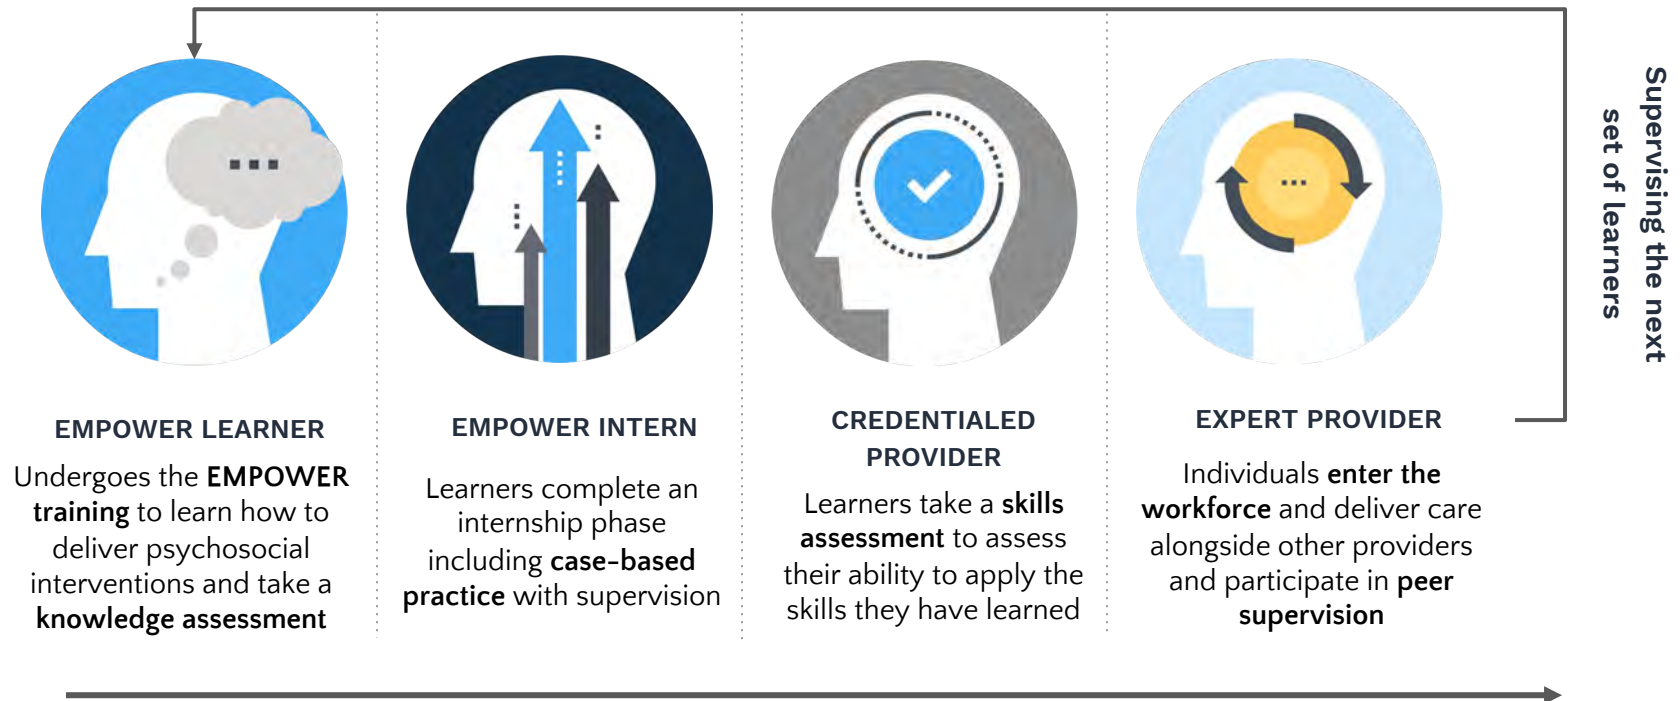 EMPOWER LEARNER
Undergoes the EMPOWER
training to learn how to
deliver psychosocial
interventions and take a
knowledge assessment
EMPOWER INTERN
Learners complete an
internship phase
including case-based
practice with supervision
CREDENTIALED
PROVIDER
Learners take a skills
assessment to assess
their ability to apply the
skills they have learned
EXPERT PROVIDER
Individuals enter the
workforce and deliver care
alongside other providers
and participate in peer
supervision
Supervising the next
set of learners